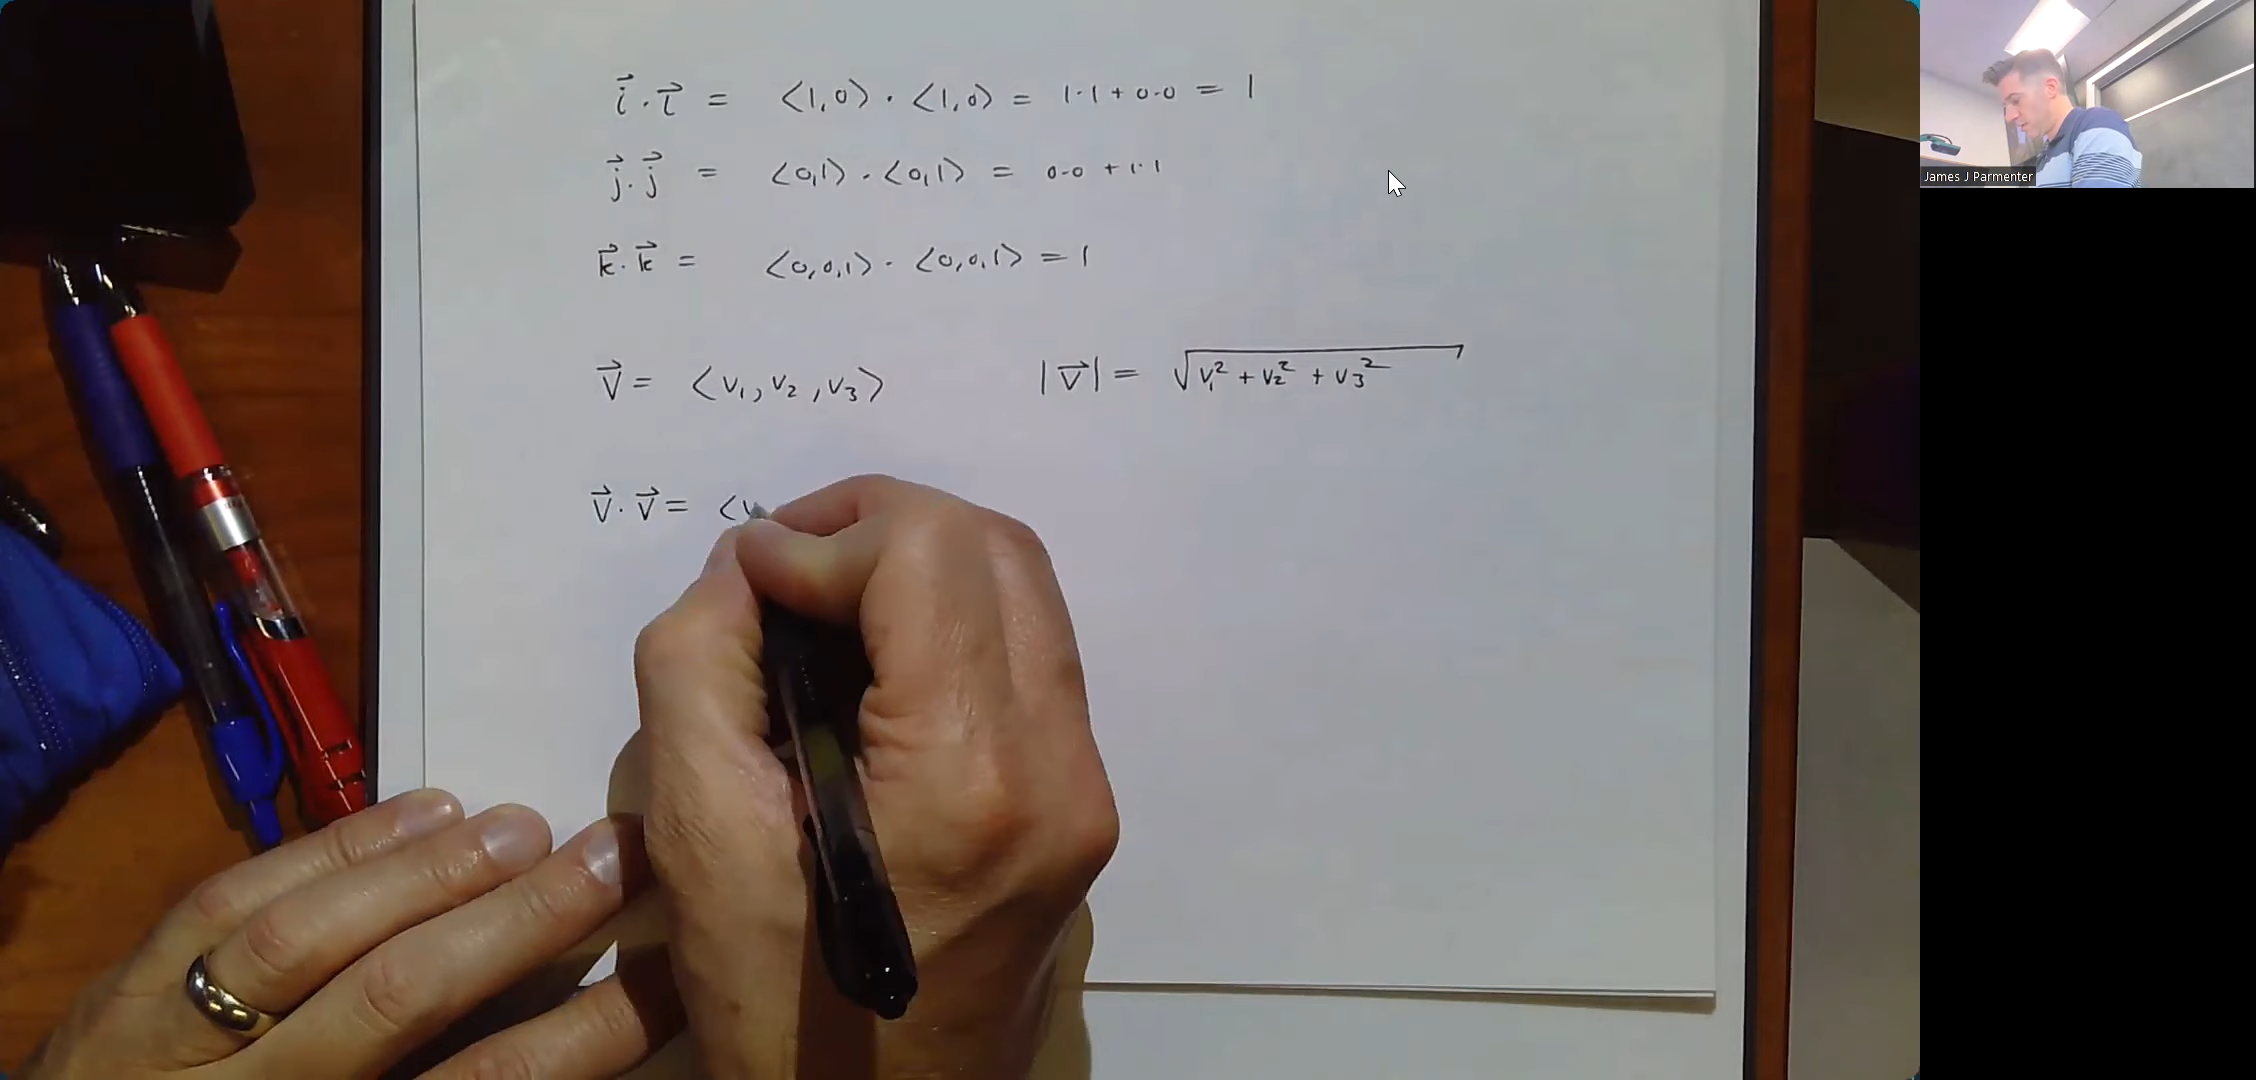 i⃗ · i⃗ = ⟨1,0⟩ · ⟨1,0⟩ = 1·1 + 0·0 = 1
j⃗ · j⃗ = ⟨0,1⟩ · ⟨0,1⟩ = 0·0 + 1·1
k⃗ · k⃗ = ⟨0,0,1⟩ · ⟨0,0,1⟩ = 1
v⃗ = ⟨v₁, v₂, v₃⟩ |v⃗| = √(v₁² + v₂² + v₃²)
v⃗ · v⃗ = ⟨v
James J Parmenter